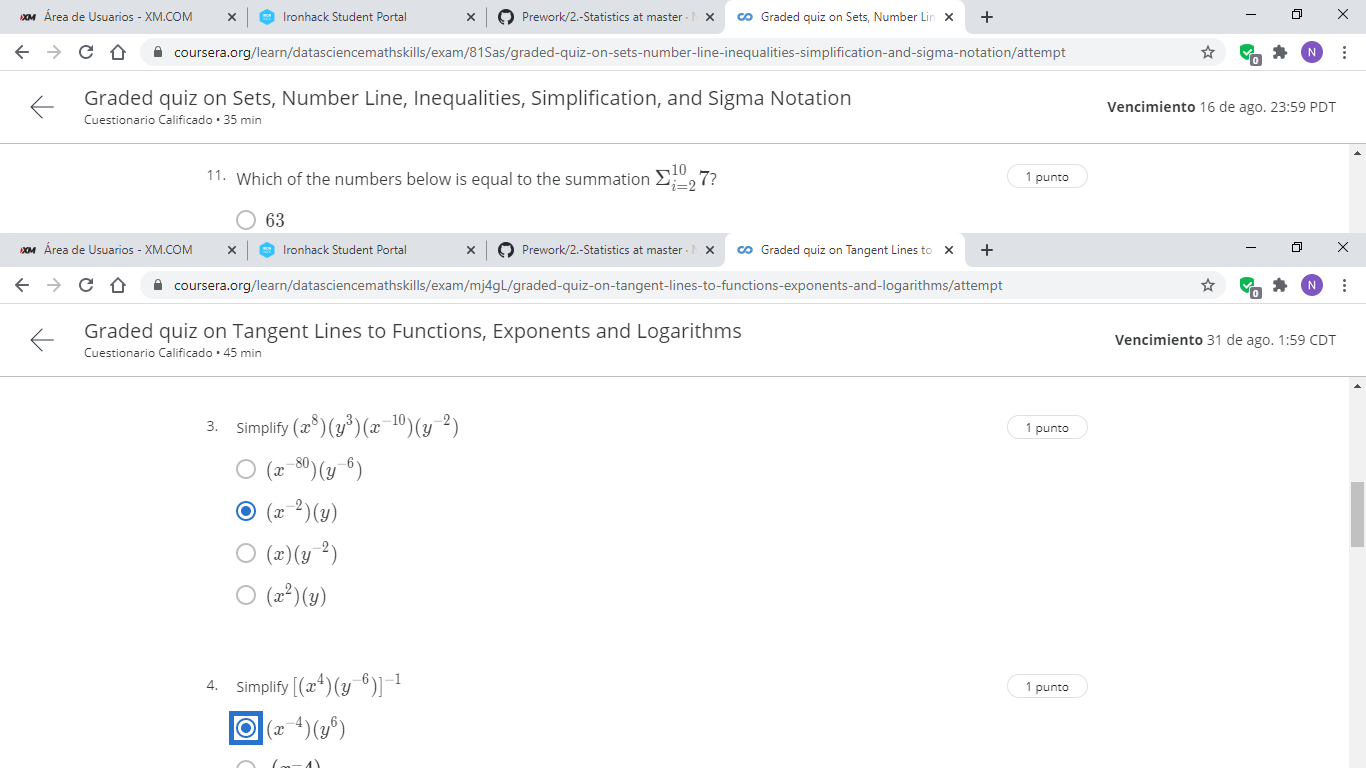 XM Área de Usuarios - XM.COM × Ironhack Student Portal × Prework/2.-Statistics at master · × Graded quiz on Sets, Number Lin × +
coursera.org/learn/datasciencemathskills/exam/81Sas/graded-quiz-on-sets-number-line-inequalities-simplification-and-sigma-notation/attempt 0 N
Graded quiz on Sets, Number Line, Inequalities, Simplification, and Sigma Notation
Cuestionario Calificado • 35 min
Vencimiento 16 de ago. 23:59 PDT
11. Which of the numbers below is equal to the summation $\Sigma_{i=2}^{10} 7$?
1 punto
63
XM Área de Usuarios - XM.COM × Ironhack Student Portal × Prework/2.-Statistics at master · × Graded quiz on Tangent Lines to × +
coursera.org/learn/datasciencemathskills/exam/mj4gL/graded-quiz-on-tangent-lines-to-functions-exponents-and-logarithms/attempt 0 N
Graded quiz on Tangent Lines to Functions, Exponents and Logarithms
Cuestionario Calificado • 45 min
Vencimiento 31 de ago. 1:59 CDT
3. Simplify $(x^8)(y^3)(x^{-10})(y^{-2})$
1 punto
$(x^{-80})(y^{-6})$
$(x^{-2})(y)$
$(x)(y^{-2})$
$(x^2)(y)$
4. Simplify $[(x^4)(y^{-6})]^{-1}$
1 punto
$(x^{-4})(y^6)$